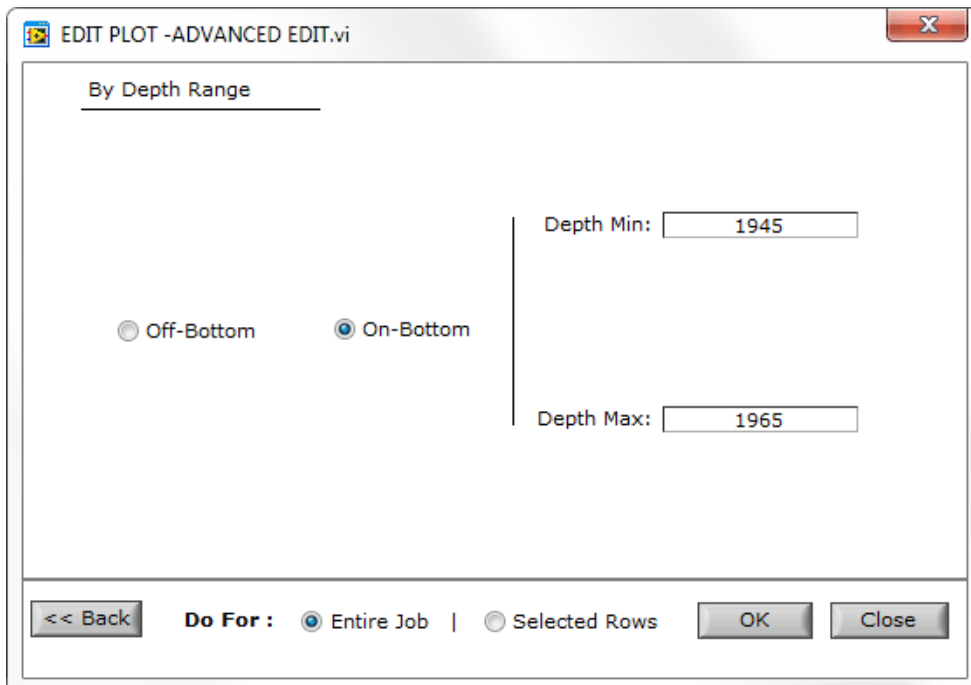 EDIT PLOT -ADVANCED EDIT.vi
x
By Depth Range
Depth Min: 1945
Off-Bottom On-Bottom
Depth Max: 1965
<< Back Do For : Entire Job | Selected Rows OK Close